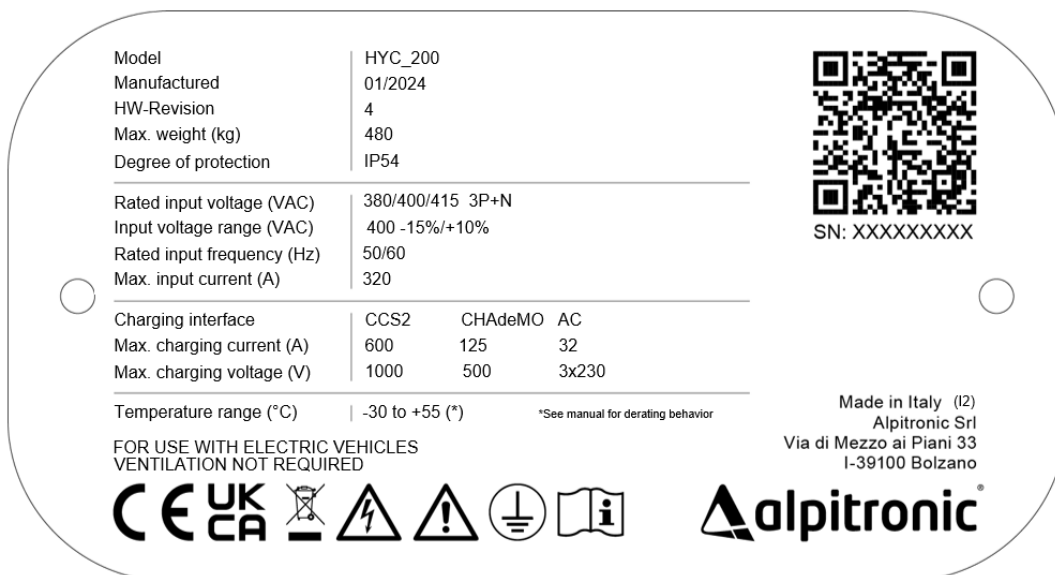 Model HYC_200
Manufactured 01/2024
HW-Revision 4
Max. weight (kg) 480
Degree of protection IP54
SN: XXXXXXXXX
Rated input voltage (VAC) 380/400/415 3P+N
Input voltage range (VAC) 400 -15%/+10%
Rated input frequency (Hz) 50/60
Max. input current (A) 320
Charging interface CCS2 CHAdeMO AC
Max. charging current (A) 600 125 32
Max. charging voltage (V) 1000 500 3x230
Temperature range (°C) -30 to +55 (*) *See manual for derating behavior
FOR USE WITH ELECTRIC VEHICLES
VENTILATION NOT REQUIRED
Made in Italy (I2)
Alpitronic Srl
Via di Mezzo ai Piani 33
I-39100 Bolzano
CE UK CA
alpitronic®